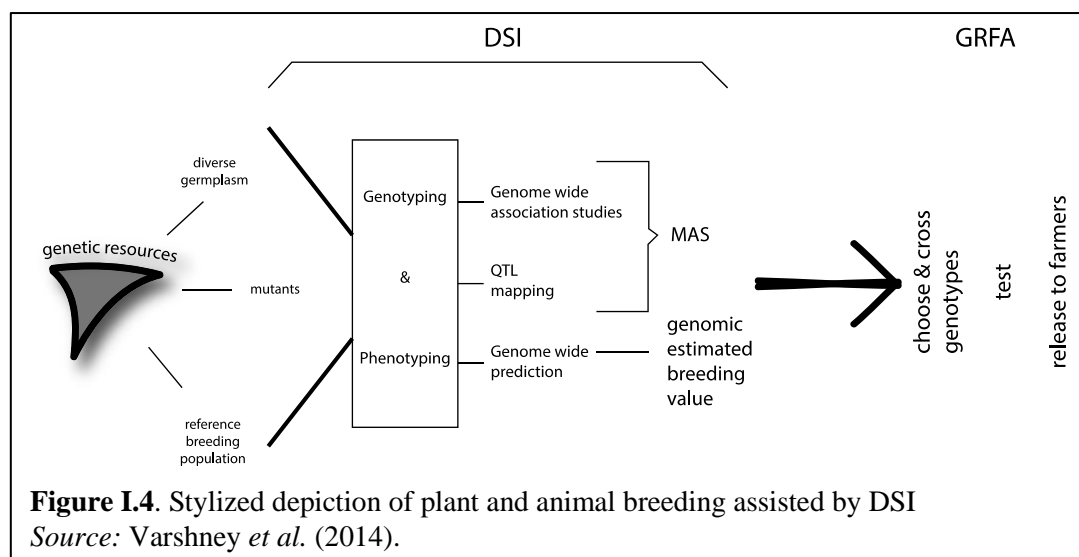 DSI
GRFA
genetic resources
diverse
germplasm
mutants
reference
breeding
population
Genotyping
&
Phenotyping
Genome wide
association studies
QTL
mapping
Genome wide
prediction
MAS
genomic
estimated
breeding
value
choose & cross
genotypes
test
release to farmers
Figure I.4. Stylized depiction of plant and animal breeding assisted by DSI
Source: Varshney et al. (2014).